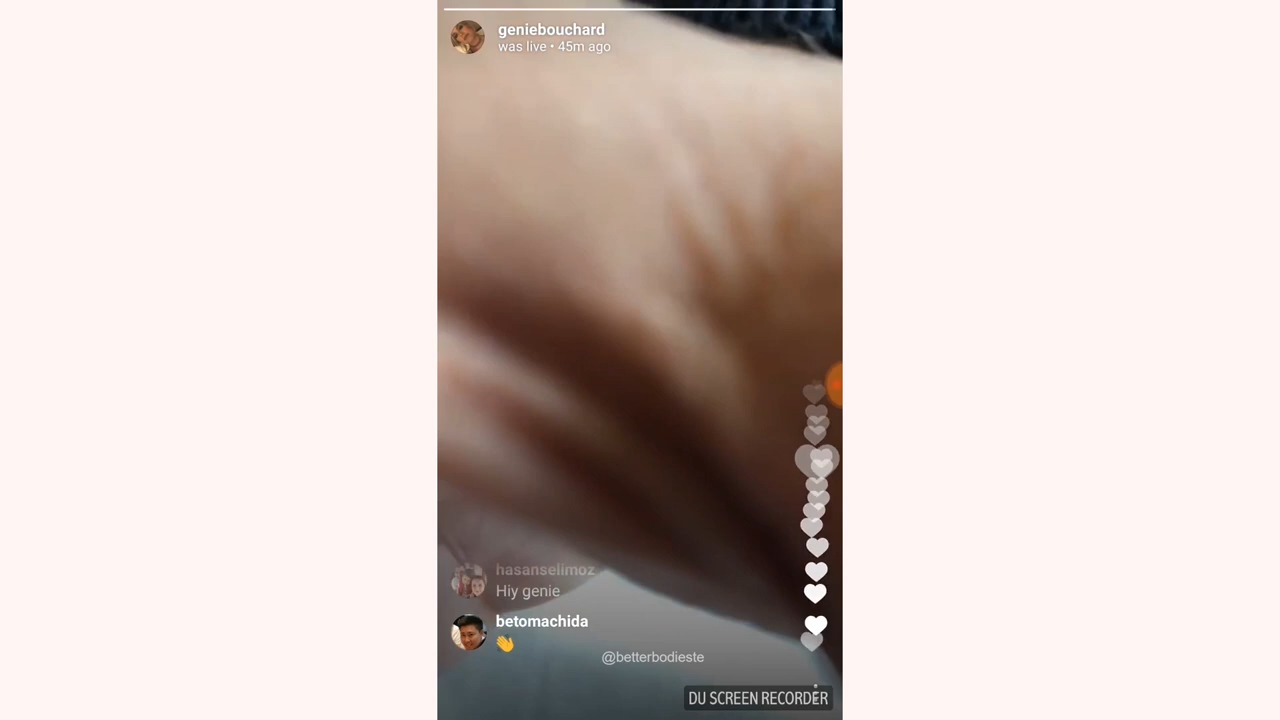 geniebouchard
was live • 45m ago
hasanselimoz
Hiy genie
betomachida
👋
@betterbodieste
DU SCREEN RECORDER